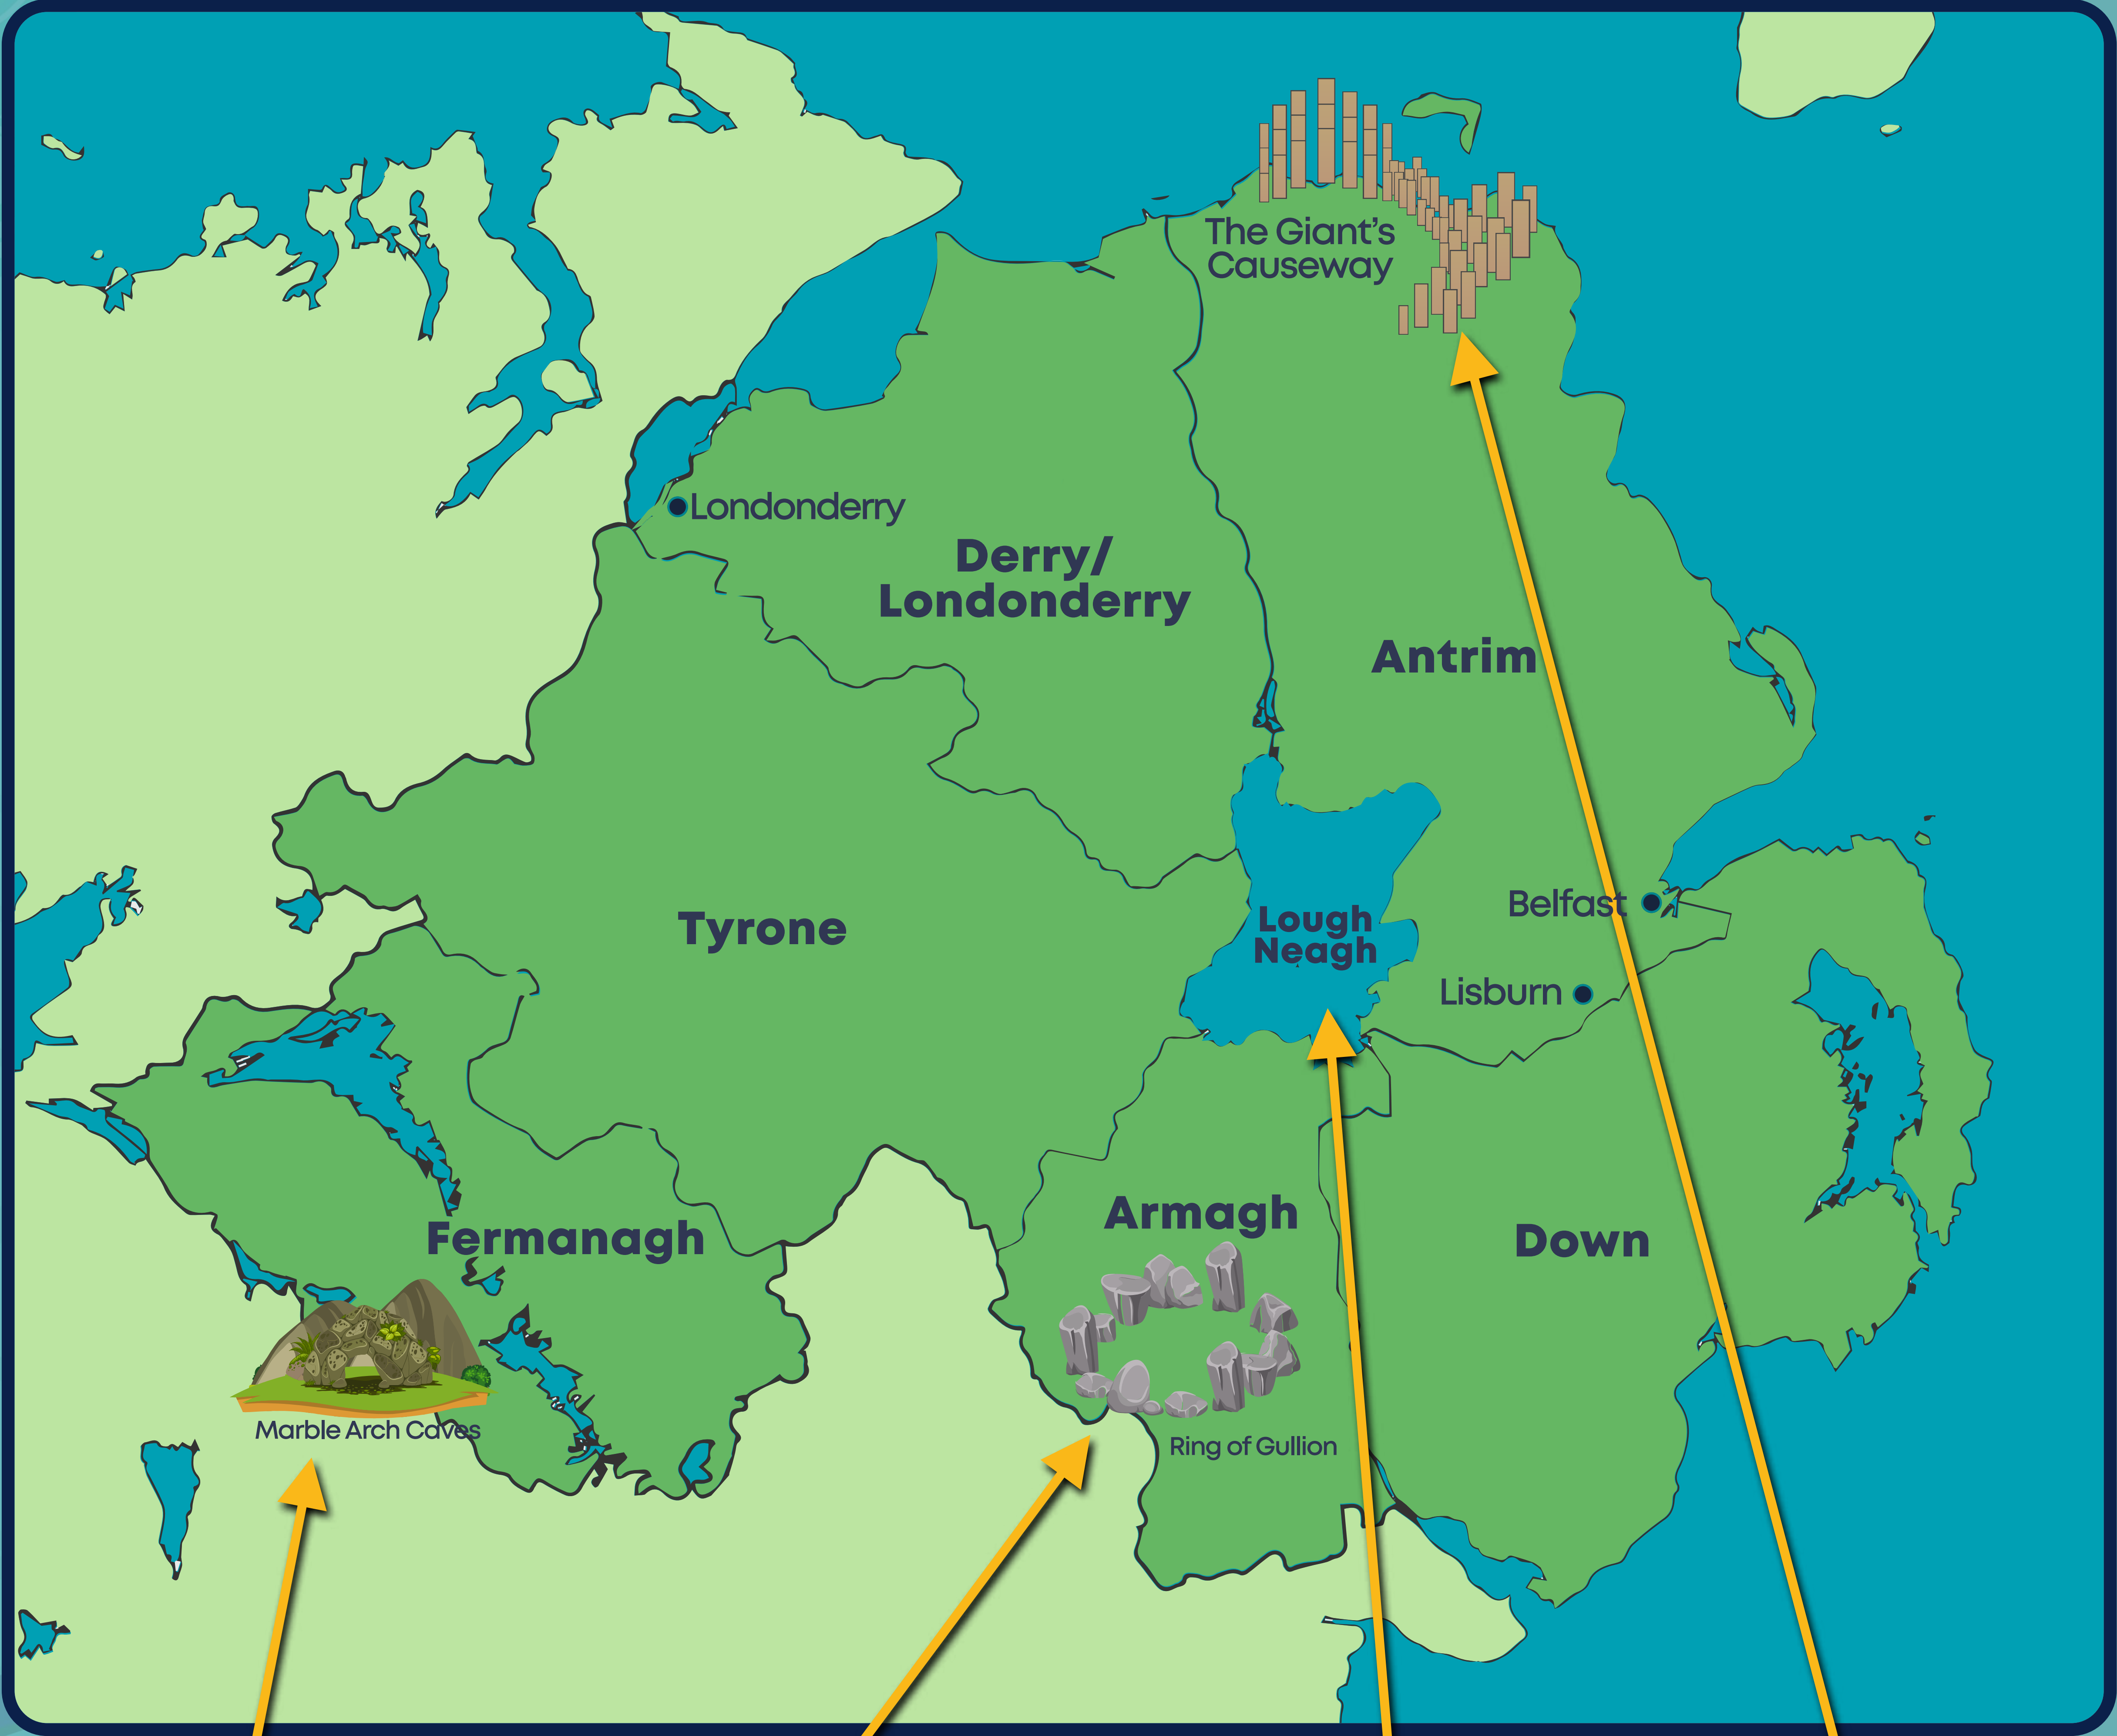 The Giant's
Causeway
Londonderry
Derry/
Londonderry
Antrim
Belfast
Lough
Neagh
Tyrone
Lisburn
Armagh
Fermanagh
Down
Marble Arch Caves
Ring of Gullion